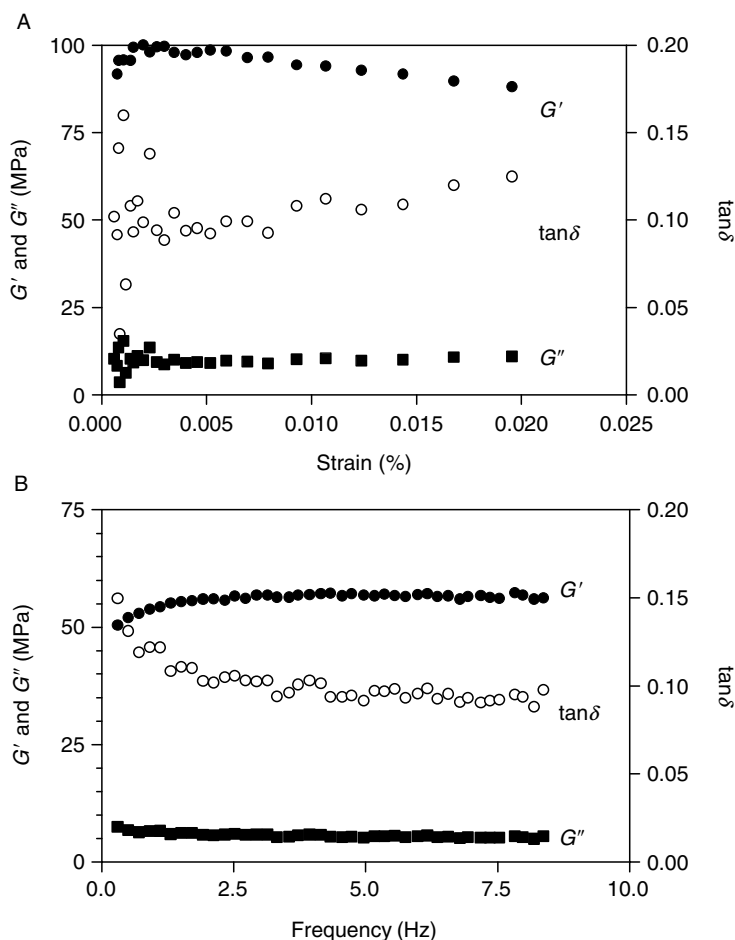 A
G′ and G″ (MPa)
100
75
50
25
0
0.20
0.15
0.10
0.05
0.00
tanδ
G′
tanδ
G″
0.000 0.005 0.010 0.015 0.020 0.025
Strain (%)
B
G′ and G″ (MPa)
75
50
25
0
0.20
0.15
0.10
0.05
0.00
tanδ
G′
tanδ
G″
0.0 2.5 5.0 7.5 10.0
Frequency (Hz)